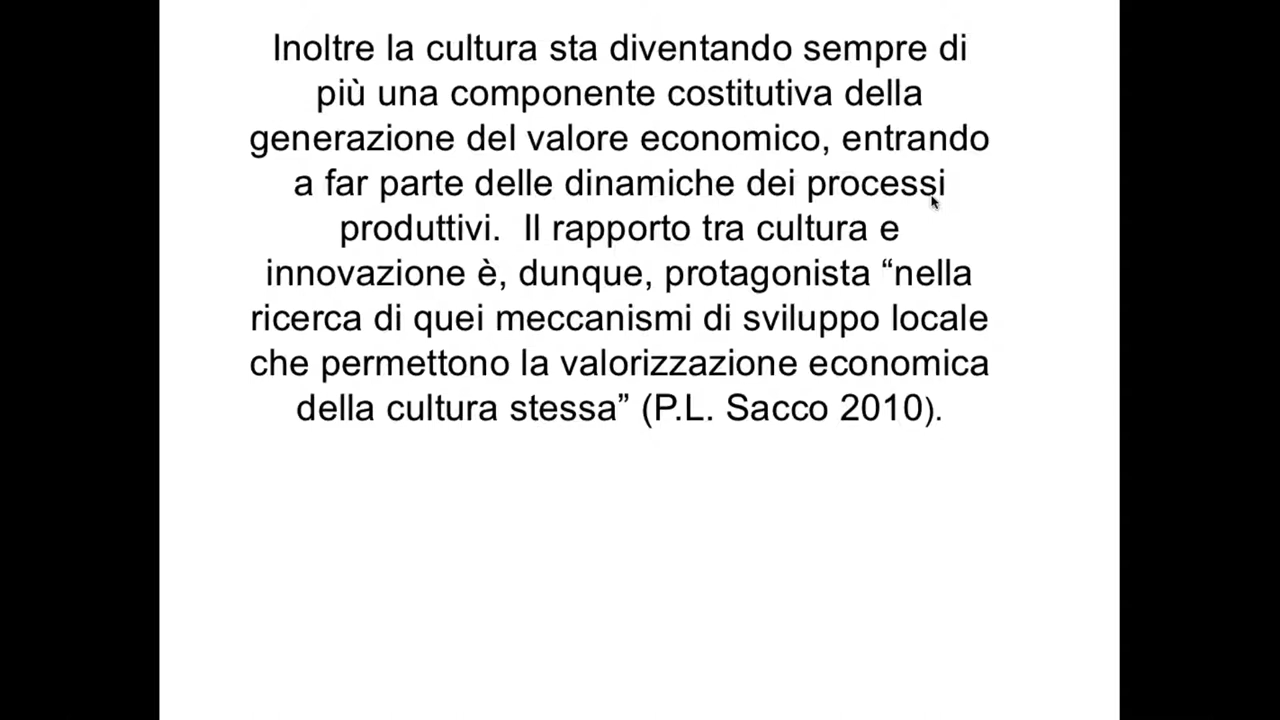 Inoltre la cultura sta diventando sempre di
più una componente costitutiva della
generazione del valore economico, entrando
a far parte delle dinamiche dei processi
produttivi.  Il rapporto tra cultura e
innovazione è, dunque, protagonista “nella
ricerca di quei meccanismi di sviluppo locale
che permettono la valorizzazione economica
della cultura stessa” (P.L. Sacco 2010).